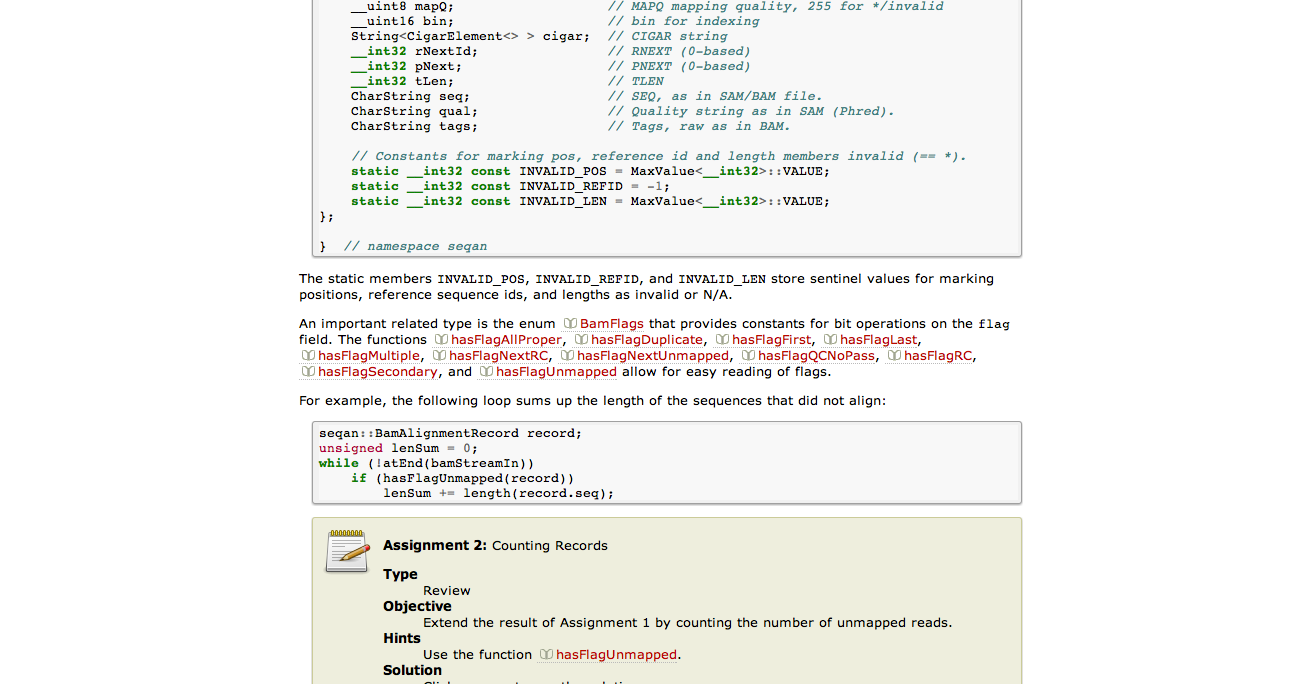 __uint8 mapQ; // MAPQ mapping quality, 255 for */invalid
__uint16 bin; // bin for indexing
String<CigarElement<> > cigar; // CIGAR string
__int32 rNextId; // RNEXT (0-based)
__int32 pNext; // PNEXT (0-based)
__int32 tLen; // TLEN
CharString seq; // SEQ, as in SAM/BAM file.
CharString qual; // Quality string as in SAM (Phred).
CharString tags; // Tags, raw as in BAM.
// Constants for marking pos, reference id and length members invalid (== *).
static __int32 const INVALID_POS = MaxValue<__int32>::VALUE;
static __int32 const INVALID_REFID = -1;
static __int32 const INVALID_LEN = MaxValue<__int32>::VALUE;
};
} // namespace seqan
The static members INVALID_POS, INVALID_REFID, and INVALID_LEN store sentinel values for marking
positions, reference sequence ids, and lengths as invalid or N/A.
An important related type is the enum BamFlags that provides constants for bit operations on the flag
field. The functions hasFlagAllProper, hasFlagDuplicate, hasFlagFirst, hasFlagLast,
hasFlagMultiple, hasFlagNextRC, hasFlagNextUnmapped, hasFlagQCNoPass, hasFlagRC,
hasFlagSecondary, and hasFlagUnmapped allow for easy reading of flags.
For example, the following loop sums up the length of the sequences that did not align:
seqan::BamAlignmentRecord record;
unsigned lenSum = 0;
while (!atEnd(bamStreamIn))
if (hasFlagUnmapped(record))
lenSum += length(record.seq);
Assignment 2: Counting Records
Type
Review
Objective
Extend the result of Assignment 1 by counting the number of unmapped reads.
Hints
Use the function hasFlagUnmapped.
Solution